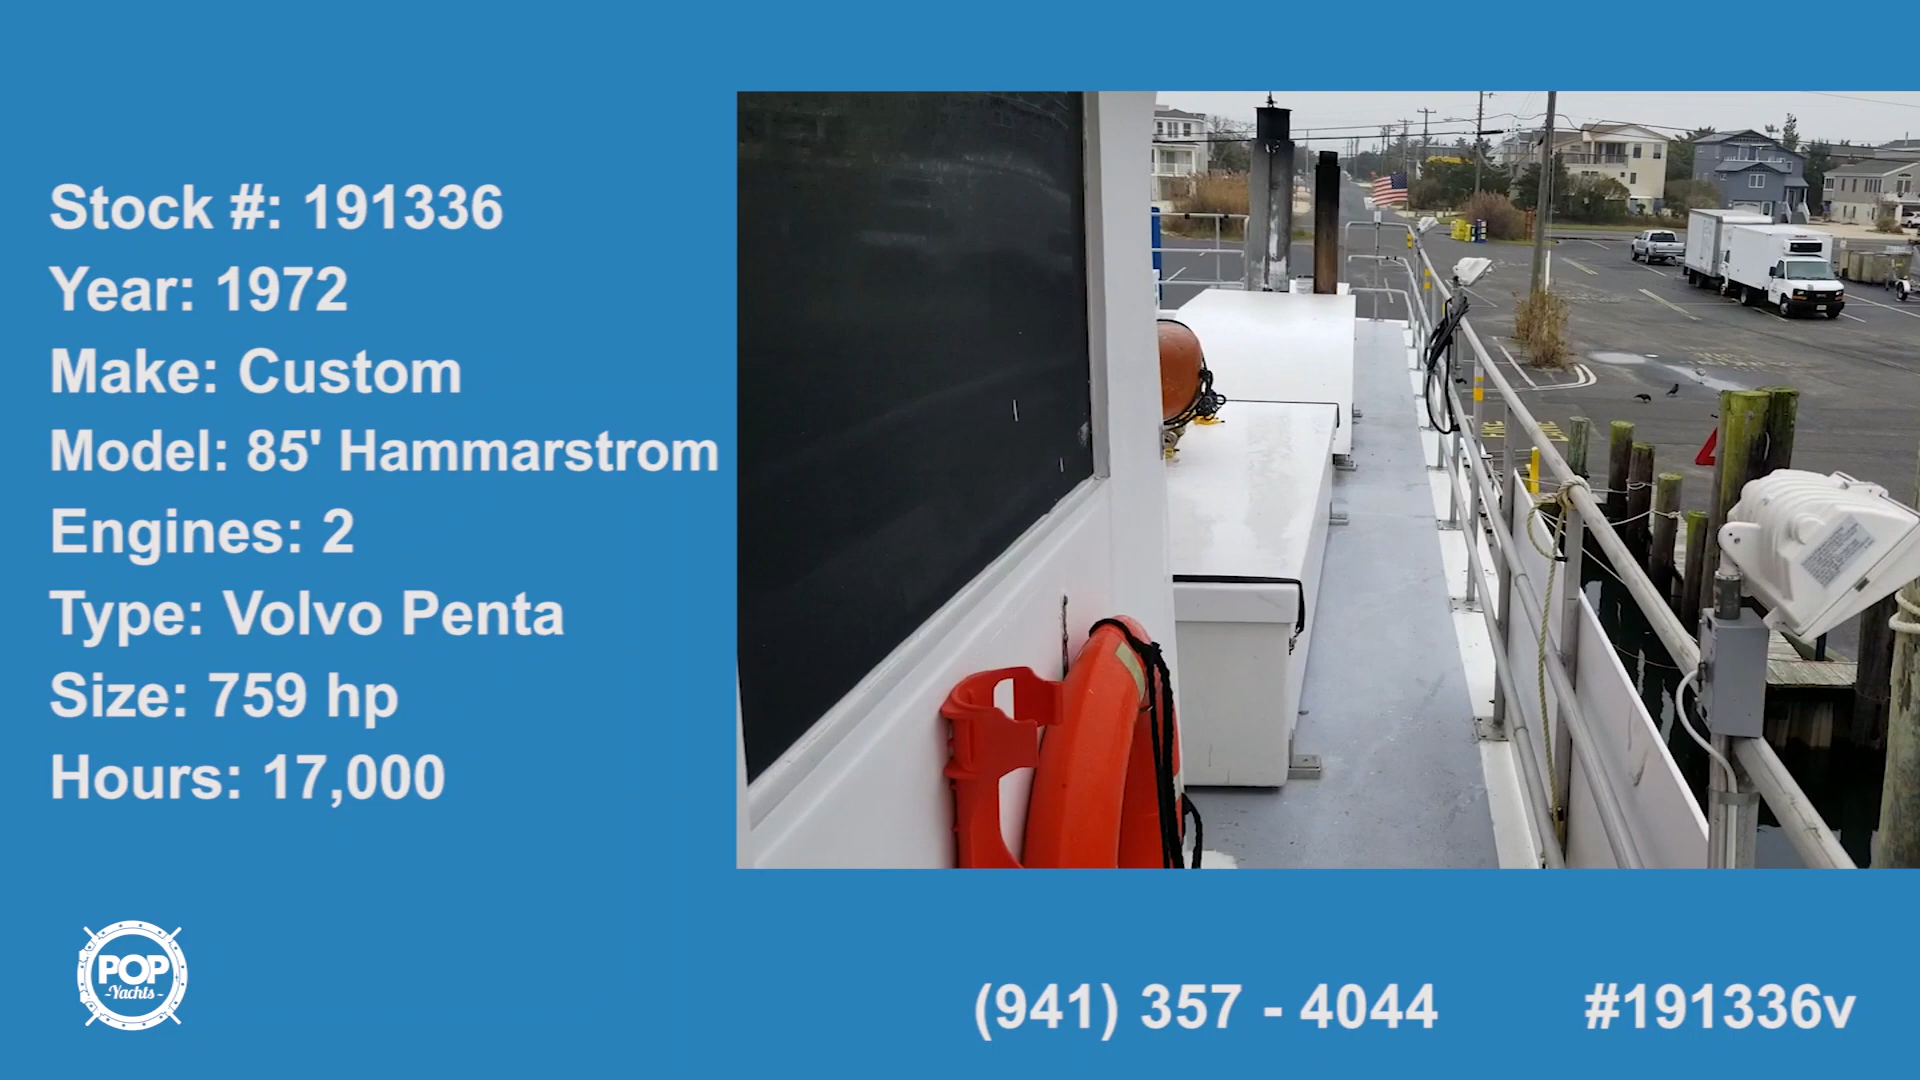 Stock #: 191336
Year: 1972
Make: Custom
Model: 85' Hammarstrom
Engines: 2
Type: Volvo Penta
Size: 759 hp
Hours: 17,000
POP
~Yachts~
(941) 357 - 4044
#191336v